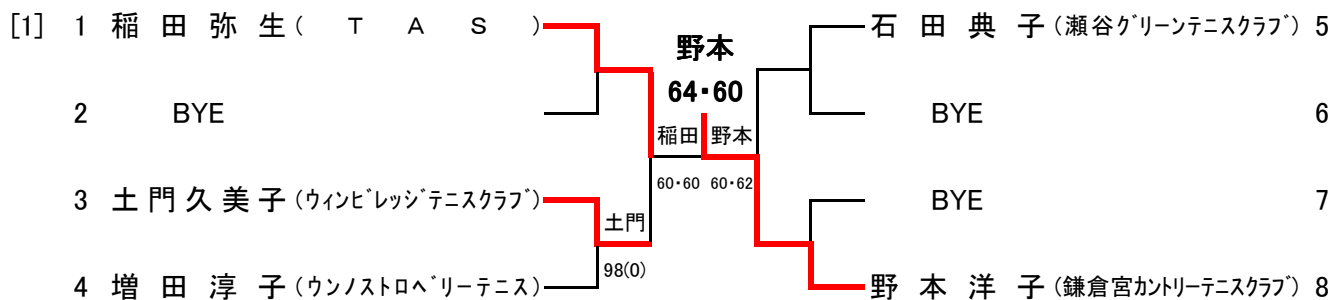 [1] 1 稲田弥生(TAS)
2 BYE
3 土門久美子(ウィンビレッジテニスクラブ)
4 増田淳子(ウンノストロベリーテニス)
土門
98(0)
野本
64・60
稲田 野本
60・60 60・62
石田典子(瀬谷グリーンテニスクラブ) 5
BYE 6
BYE 7
野本洋子(鎌倉宮カントリーテニスクラブ) 8